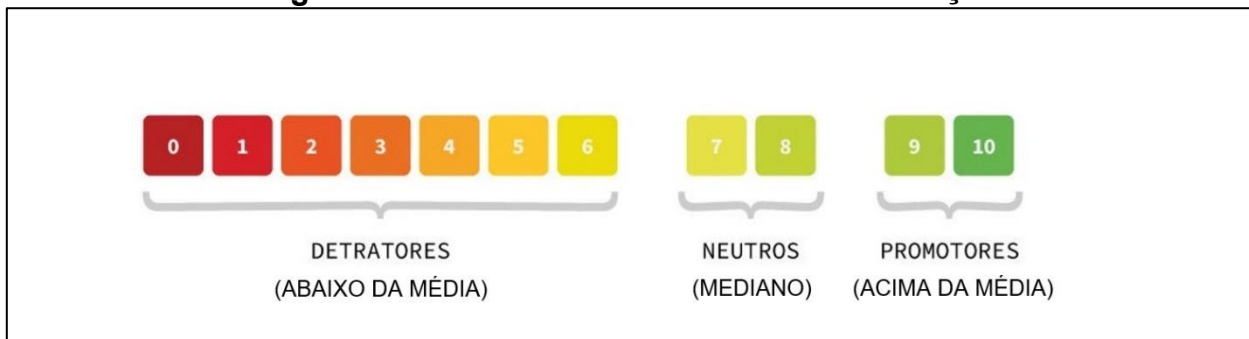 0 1 2 3 4 5 6 7 8 9 10
DETRATORES NEUTROS PROMOTORES
(ABAIXO DA MÉDIA) (MEDIANO) (ACIMA DA MÉDIA)